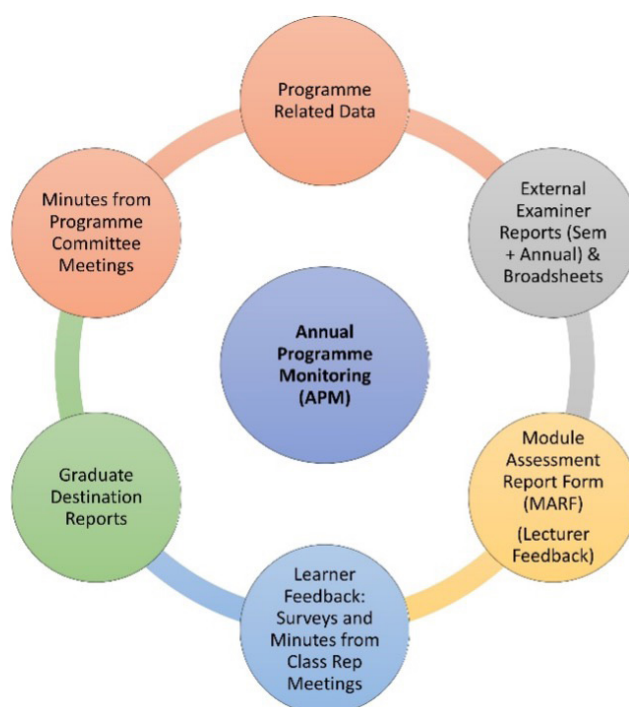 Programme
Related Data
External
Examiner
Reports (Sem
+ Annual) &
Broadsheets
Module
Assessment
Report Form
(MARF)
(Lecturer
Feedback)
Learner
Feedback:
Surveys and
Minutes from
Class Rep
Meetings
Graduate
Destination
Reports
Minutes from
Programme
Committee
Meetings
Annual
Programme
Monitoring
(APM)